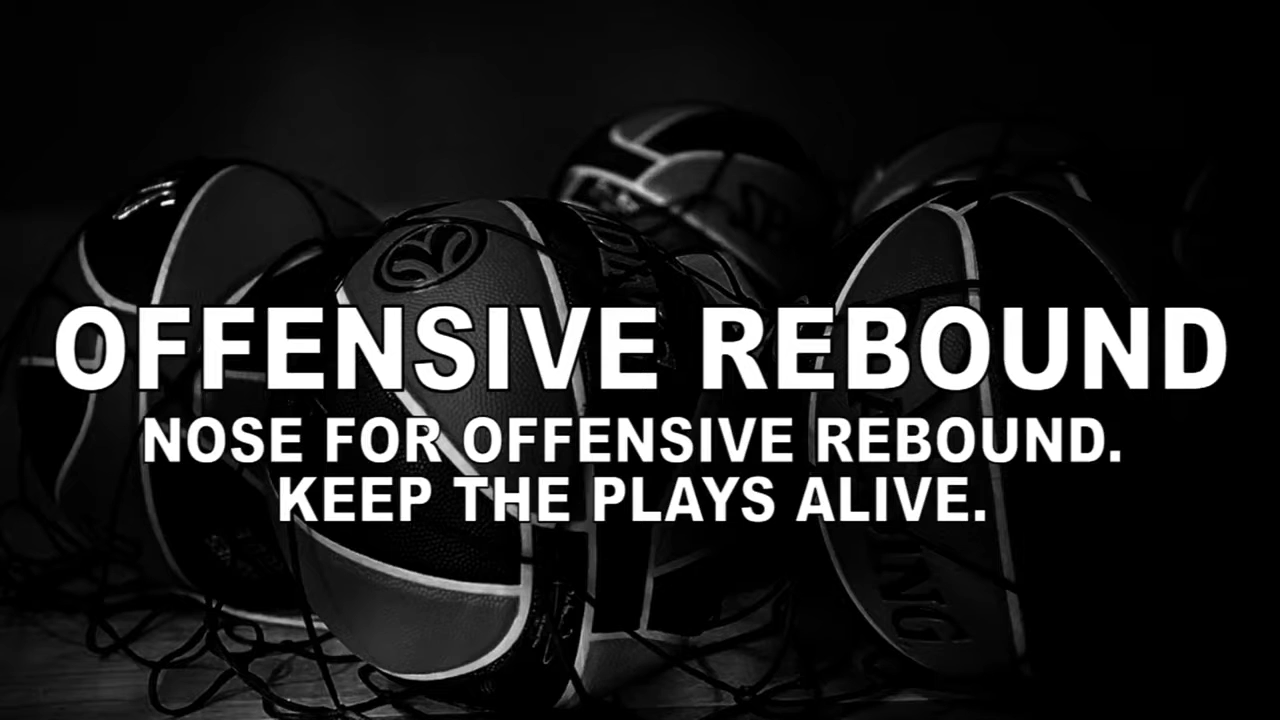 OFFENSIVE REBOUND
NOSE FOR OFFENSIVE REBOUND.
KEEP THE PLAYS ALIVE.